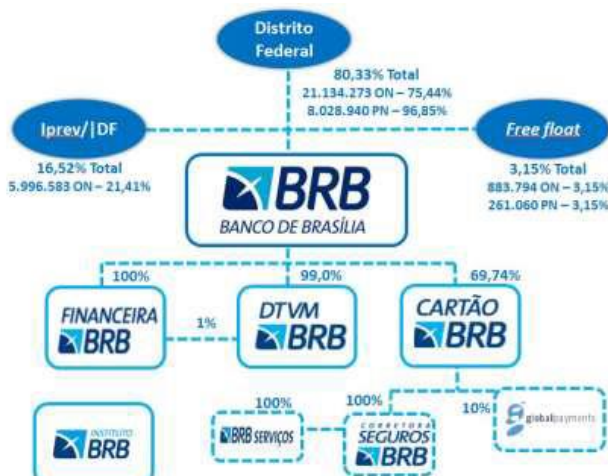 Distrito
Federal
80,33% Total
21.134.273 ON – 75,44%
8.028.940 PN – 96,85%
Iprev/|DF
Free float
16,52% Total
5.996.583 ON – 21,41%
3,15% Total
883.794 ON – 3,15%
261.060 PN – 3,15%
BRB
BANCO DE BRASÍLIA
100%
99,0%
69,74%
FINANCEIRA
BRB
1%
DTVM
BRB
CARTÃO
BRB
100%
100%
10%
INSTITUTO
BRB
BRB SERVIÇOS
CORRETORA
SEGUROS
BRB
globalpayments